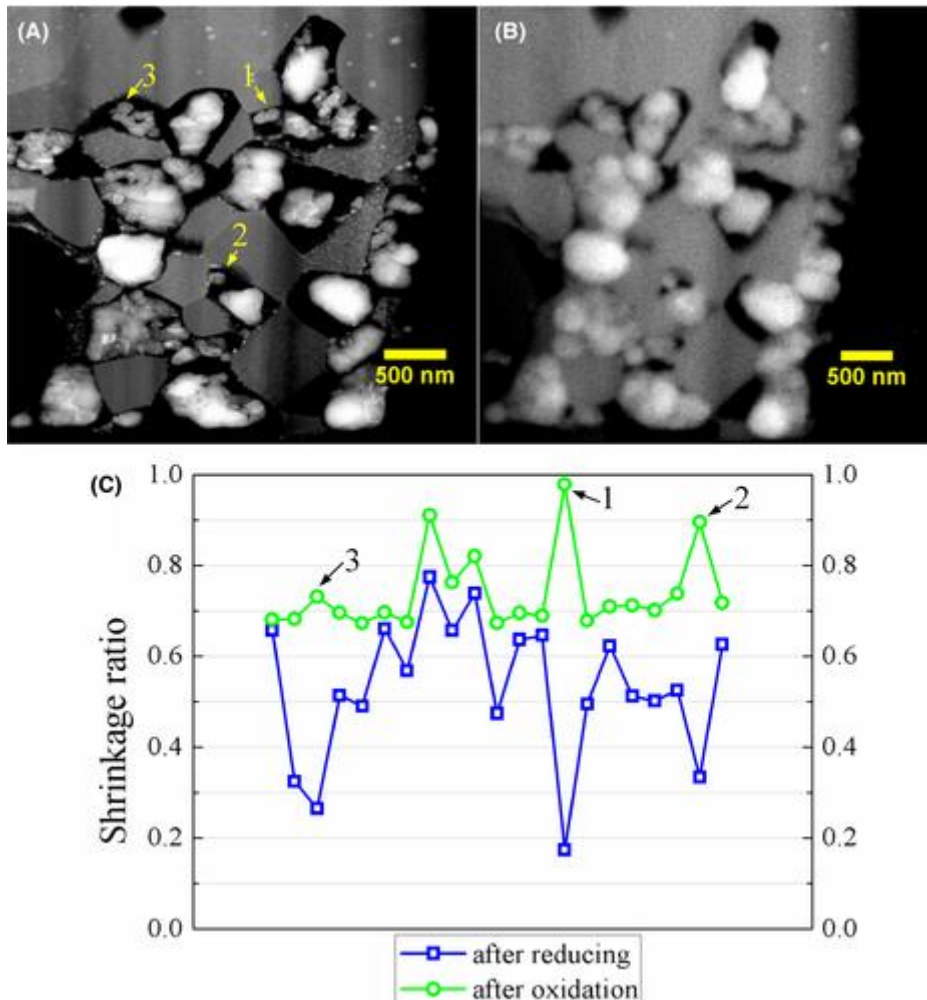 (A)
3
1
2
500 nm
(B)
500 nm
(C)
1.0
0.8
0.6
0.4
0.2
0.0
Shrinkage ratio
3
1
2
1.0
0.8
0.6
0.4
0.2
0.0
after reducing
after oxidation